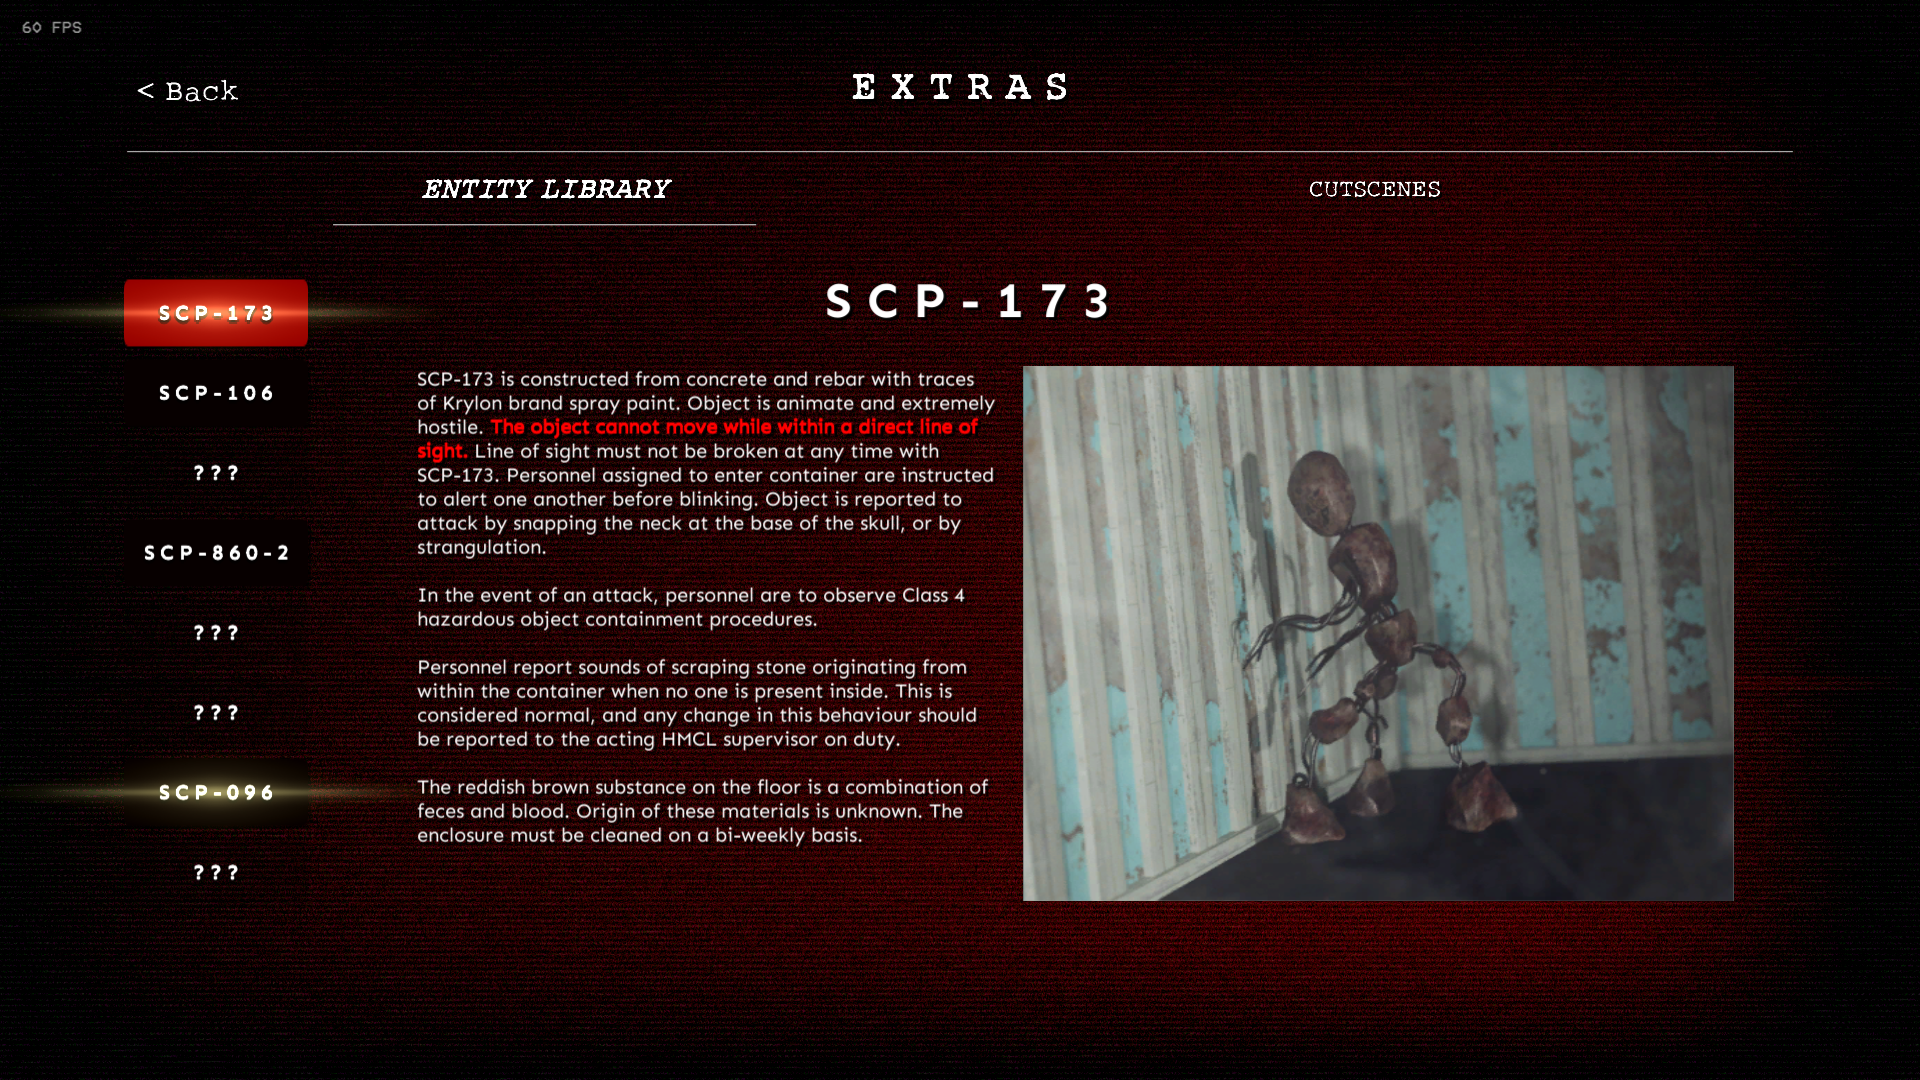 60 FPS
< Back
EXTRAS
ENTITY LIBRARY
CUTSCENES
SCP-173
SCP-106
???
SCP-860-2
???
???
SCP-096
???
SCP-173
SCP-173 is constructed from concrete and rebar with traces
of Krylon brand spray paint. Object is animate and extremely
hostile. The object cannot move while within a direct line of
sight. Line of sight must not be broken at any time with
SCP-173. Personnel assigned to enter container are instructed
to alert one another before blinking. Object is reported to
attack by snapping the neck at the base of the skull, or by
strangulation.
In the event of an attack, personnel are to observe Class 4
hazardous object containment procedures.
Personnel report sounds of scraping stone originating from
within the container when no one is present inside. This is
considered normal, and any change in this behaviour should
be reported to the acting HMCL supervisor on duty.
The reddish brown substance on the floor is a combination of
feces and blood. Origin of these materials is unknown. The
enclosure must be cleaned on a bi-weekly basis.